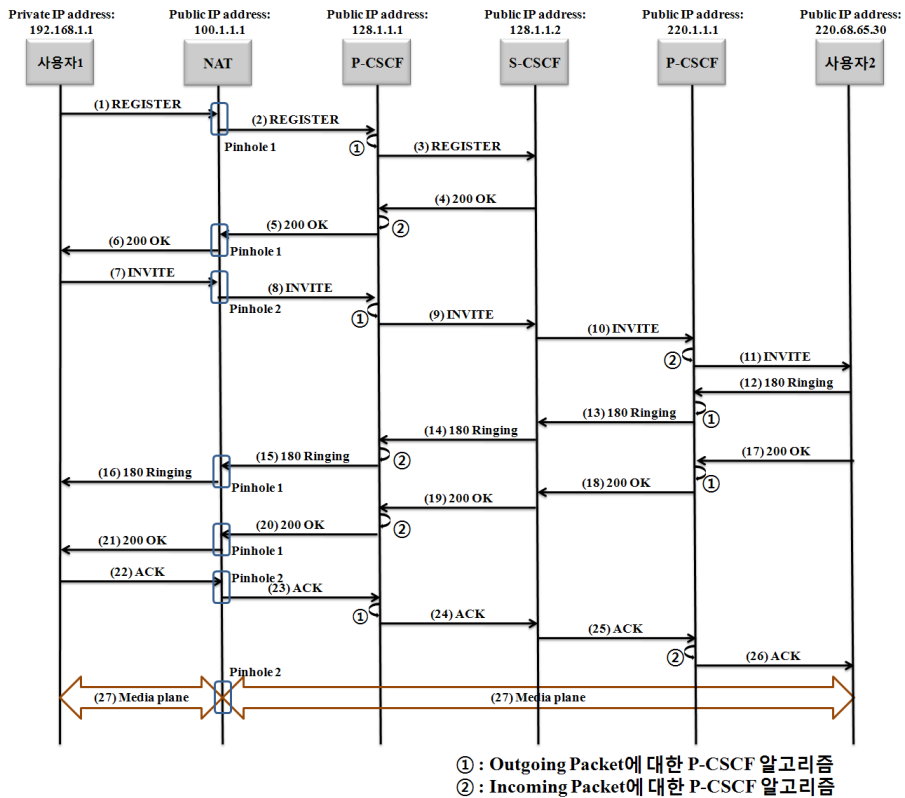 Private IP address: Public IP address: Public IP address: Public IP address: Public IP address: Public IP address:
192.168.1.1 100.1.1.1 128.1.1.1 128.1.1.2 220.1.1.1 220.68.65.30
사용자1 NAT P-CSCF S-CSCF P-CSCF 사용자2
(1) REGISTER
(2) REGISTER
Pinhole 1
①
(3) REGISTER
(4) 200 OK
②
(5) 200 OK
(6) 200 OK
Pinhole 1
(7) INVITE
(8) INVITE
Pinhole 2
①
(9) INVITE
(10) INVITE
②
(11) INVITE
(12) 180 Ringing
(13) 180 Ringing
①
(14) 180 Ringing
②
(15) 180 Ringing
(16) 180 Ringing
Pinhole 1
(17) 200 OK
①
(18) 200 OK
(19) 200 OK
②
(20) 200 OK
(21) 200 OK
Pinhole 1
(22) ACK
Pinhole 2
(23) ACK
①
(24) ACK
(25) ACK
②
(26) ACK
Pinhole 2
(27) Media plane (27) Media plane
① : Outgoing Packet에 대한 P-CSCF 알고리즘
② : Incoming Packet에 대한 P-CSCF 알고리즘